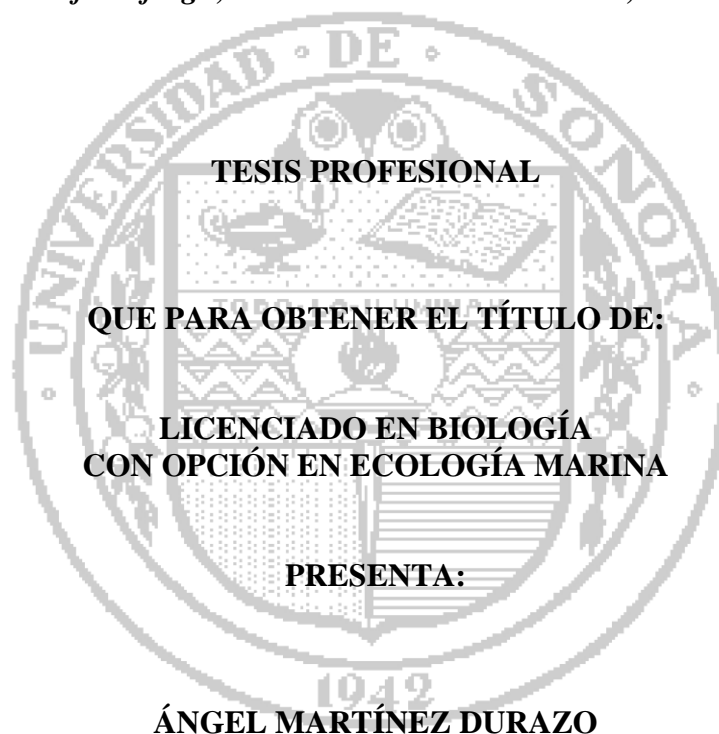 TESIS PROFESIONAL
QUE PARA OBTENER EL TÍTULO DE:
LICENCIADO EN BIOLOGÍA
CON OPCIÓN EN ECOLOGÍA MARINA
PRESENTA:
ÁNGEL MARTÍNEZ DURAZO
UNIVERSIDAD · DE · SONORA
1942